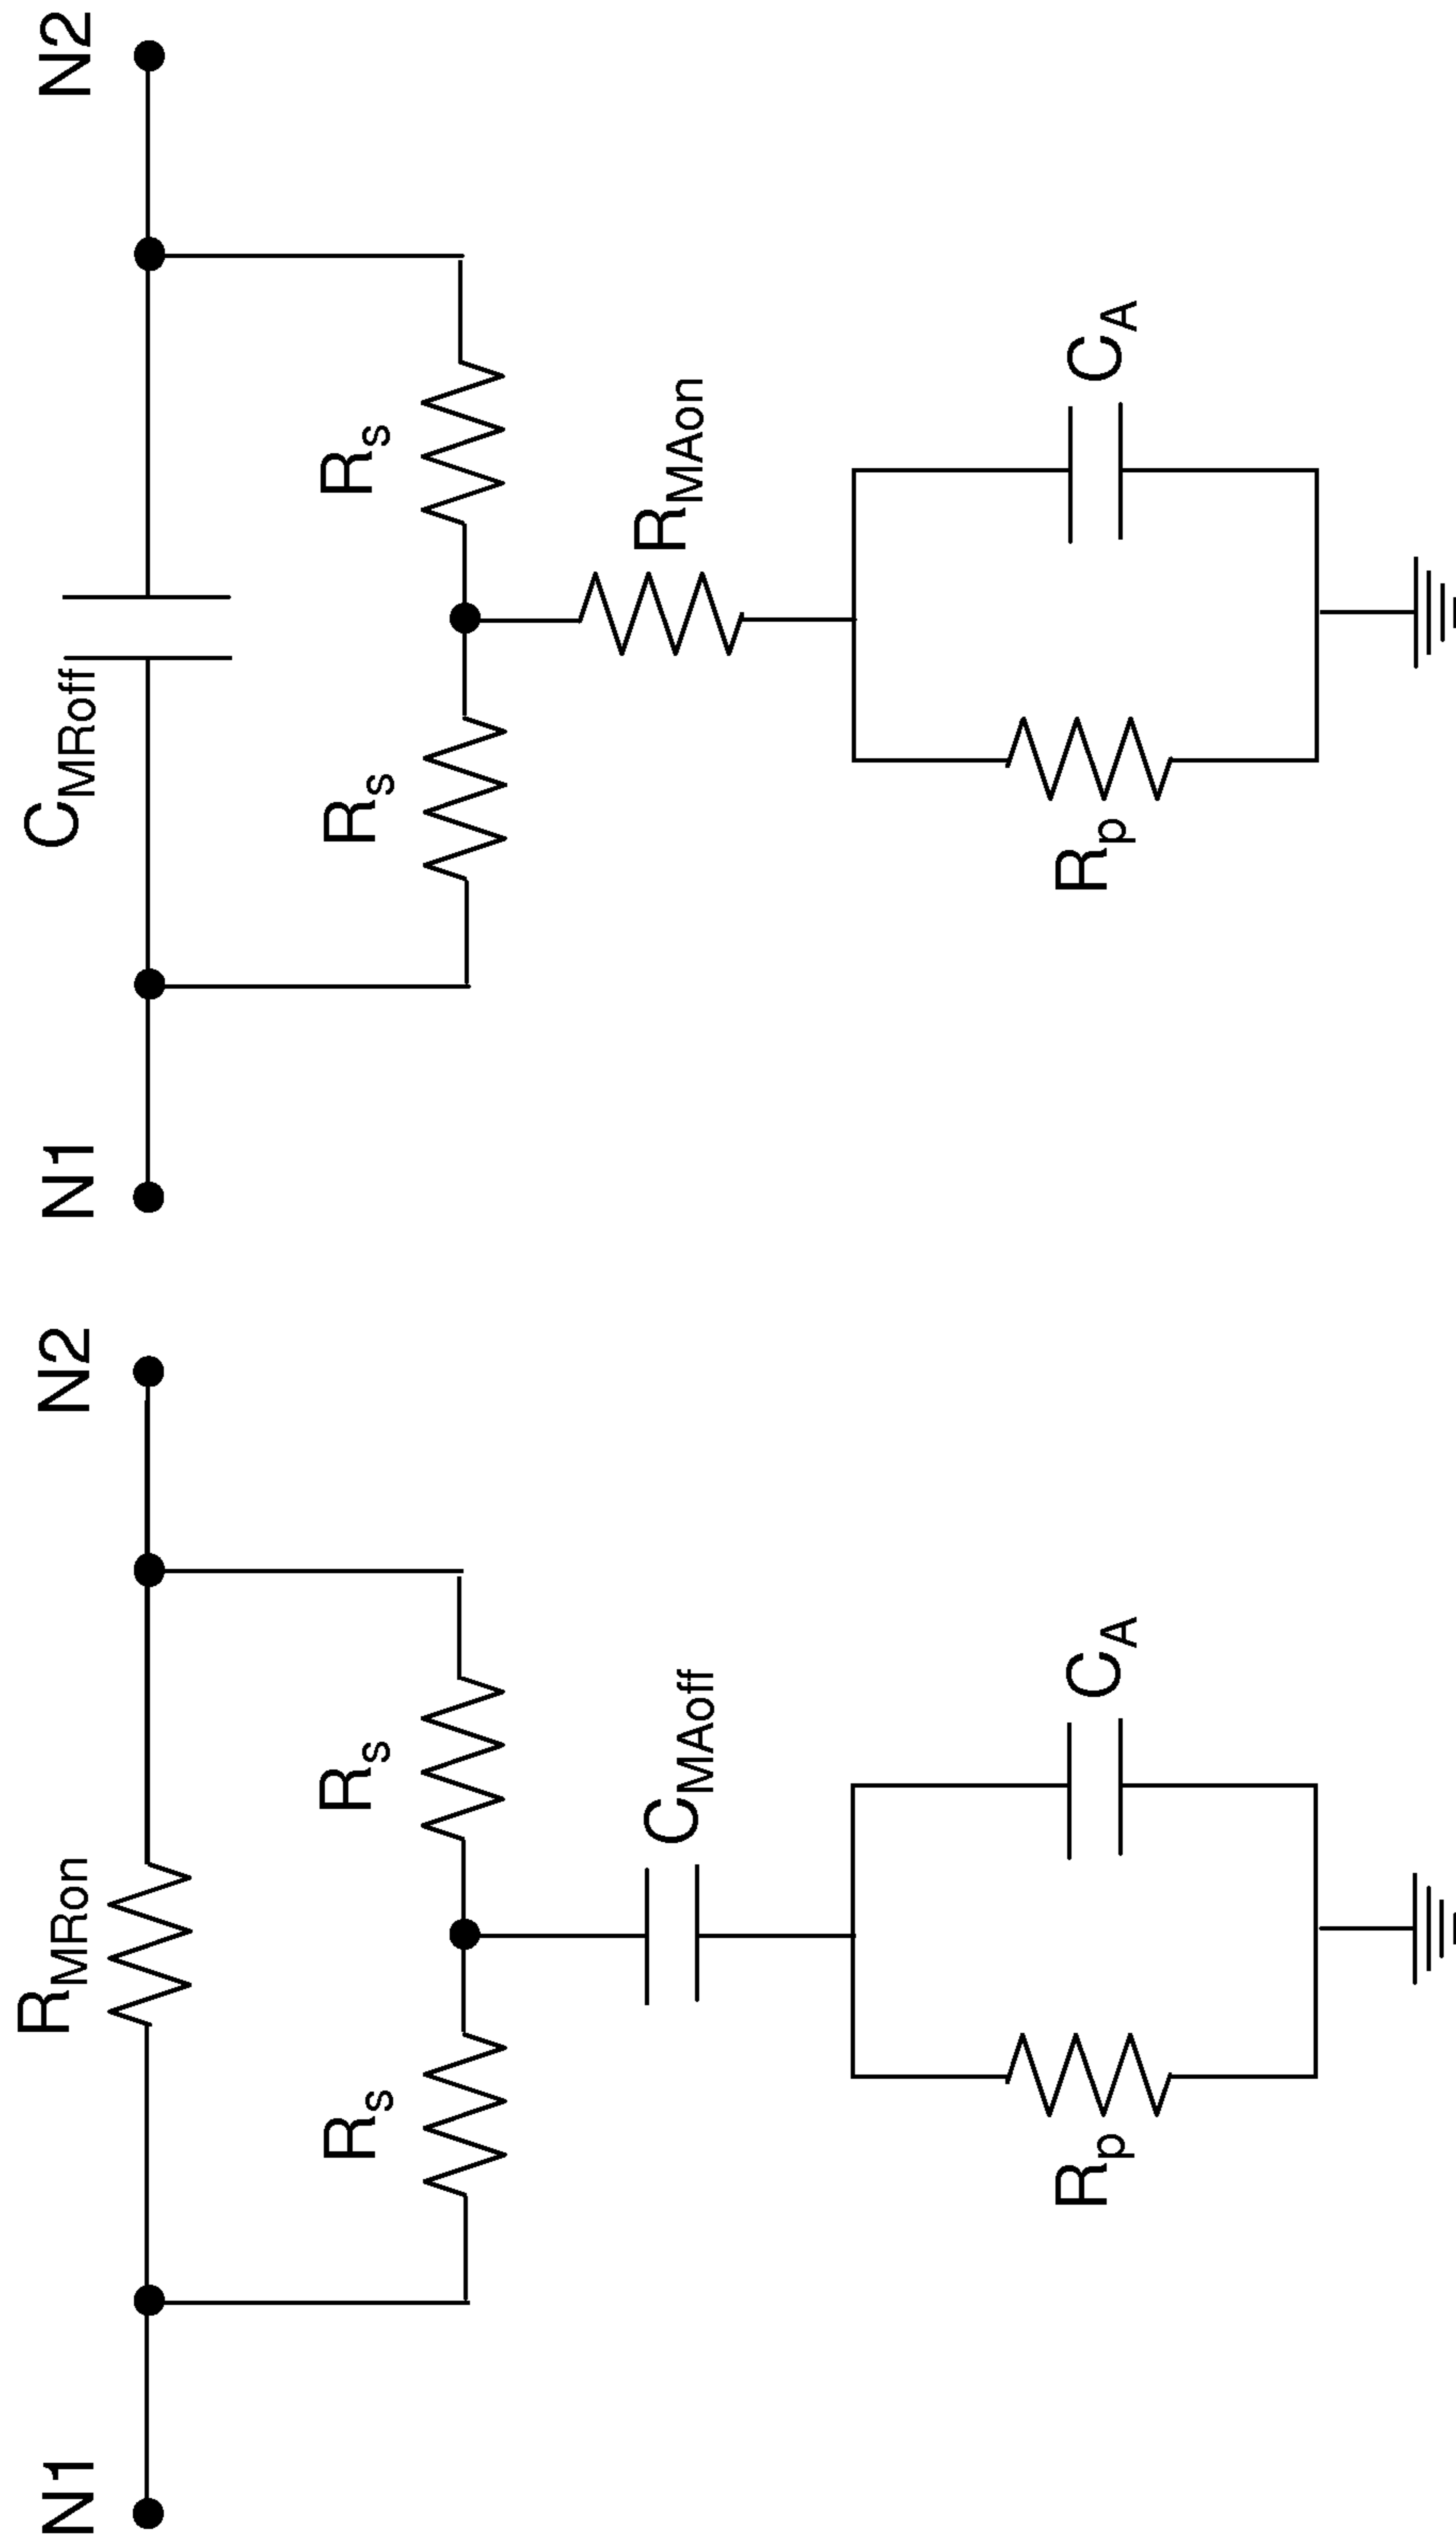 N1
R_MRon
N2
R_s
R_s
C_MAoff
R_p
C_A
N1
C_MRoff
N2
R_s
R_s
R_MAon
R_p
C_A